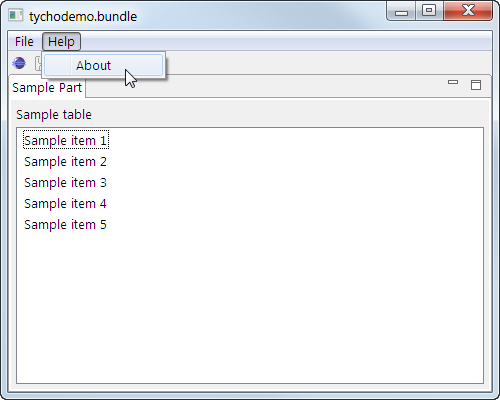 tychodemo.bundle
File Help
About
Sample Part
Sample table
Sample item 1
Sample item 2
Sample item 3
Sample item 4
Sample item 5